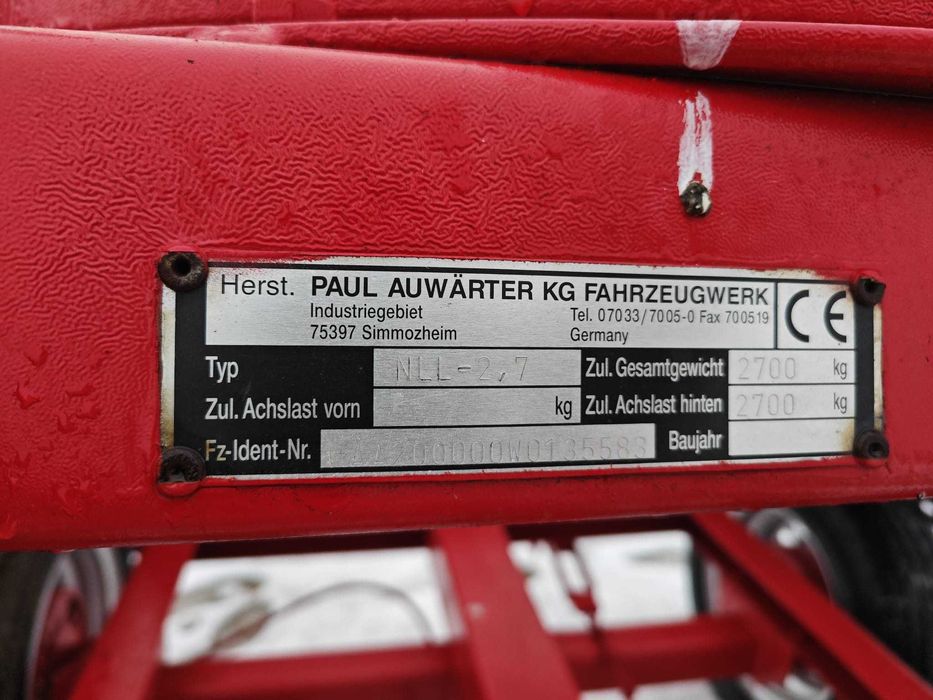 Herst. PAUL AUWÄRTER KG FAHRZEUGWERK
Industriegebiet Tel. 07033/7005-0 Fax 700519
75397 Simmozheim Germany
CE
Typ NLL-2,7 Zul. Gesamtgewicht 2700 kg
Zul. Achslast vorn kg Zul. Achslast hinten 2700 kg
Fz-Ident-Nr. Baujahr